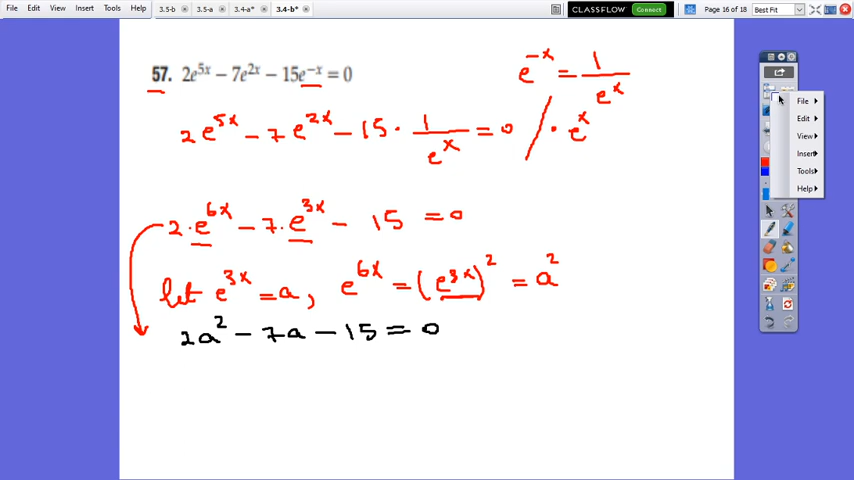 File Edit View Insert Tools Help 3.5-b 3.5-a 3.4-a* 3.4-b* CLASSFLOW Connect Page 16 of 18 Best Fit
57. 2e^{5x} − 7e^{2x} − 15e^{−x} = 0
e^{−x} = 1/e^x
2e^{5x} − 7e^{2x} − 15 · 1/e^x = 0 / · e^x
2·e^{6x} − 7·e^{3x} − 15 = 0
let e^{3x} = a, e^{6x} = (e^{3x})^2 = a^2
2a^2 − 7a − 15 = 0
File
Edit
View
Insert
Tools
Help